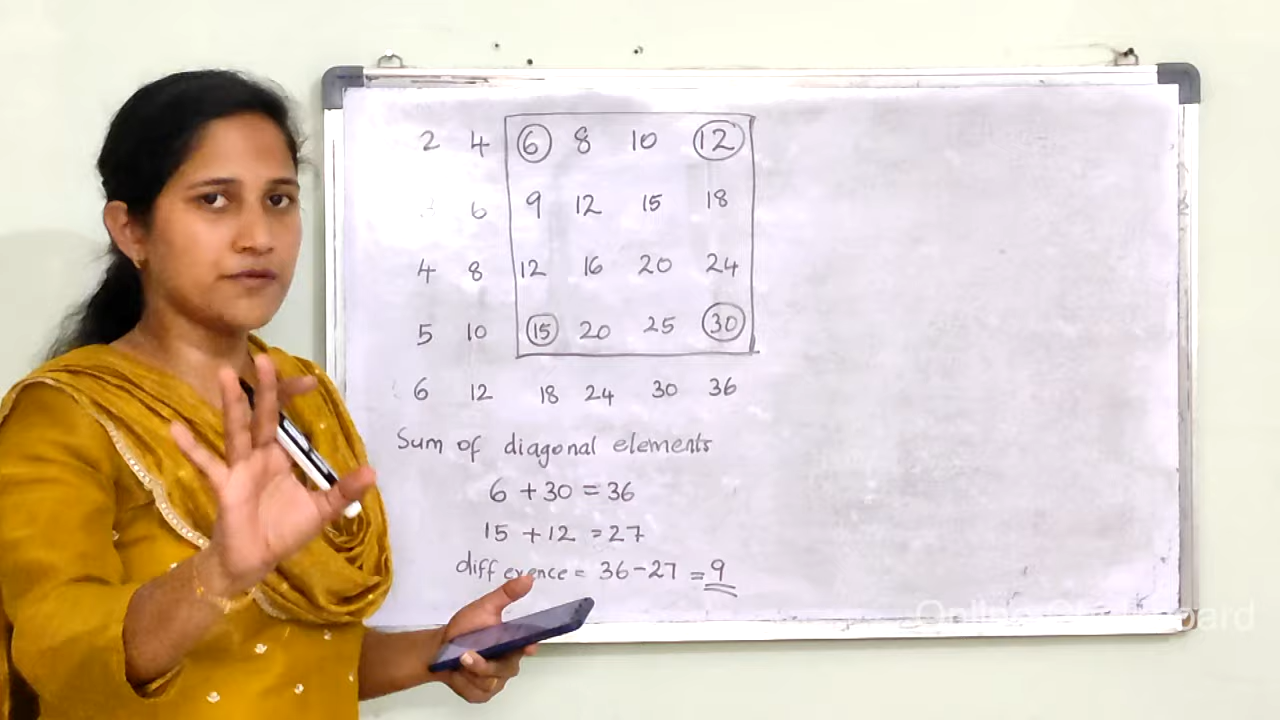 2 4 6 8 10 12
6 9 12 15 18
4 8 12 16 20 24
5 10 15 20 25 30
6 12 18 24 30 36
Sum of diagonal elements
6 + 30 = 36
15 + 12 = 27
difference = 36 - 27 = 9